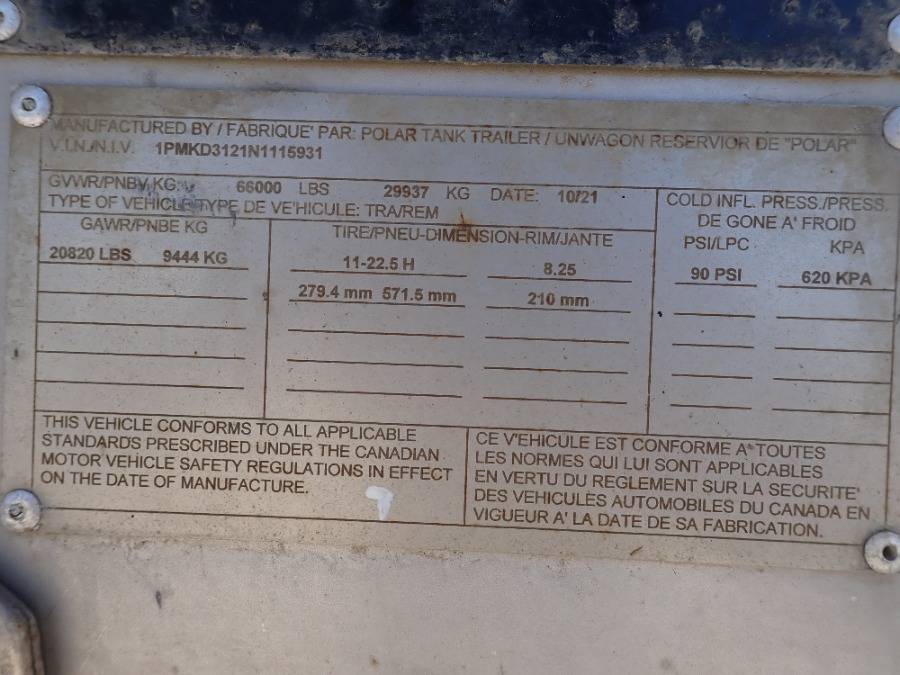 MANUFACTURED BY / FABRIQUE' PAR: POLAR TANK TRAILER / UNWAGON RESERVIOR DE "POLAR"
V.I.N./N.I.V. 1PMKD3121N1115931
GVWR/PNBV KG: 66000 LBS 29937 KG DATE: 10/21
TYPE OF VEHICLE/TYPE DE VE'HICULE: TRA/REM
COLD INFL. PRESS./PRESS.
DE GONE A' FROID
PSI/LPC KPA
90 PSI 620 KPA
GAWR/PNBE KG
20820 LBS 9444 KG
TIRE/PNEU-DIMENSION-RIM/JANTE
11-22.5 H 8.25
279.4 mm 571.5 mm 210 mm
THIS VEHICLE CONFORMS TO ALL APPLICABLE
STANDARDS PRESCRIBED UNDER THE CANADIAN
MOTOR VEHICLE SAFETY REGULATIONS IN EFFECT
ON THE DATE OF MANUFACTURE.
CE V'EHICULE EST CONFORME A' TOUTES
LES NORMES QUI LUI SONT APPLICABLES
EN VERTU DU REGLEMENT SUR LA SECURITE'
DES VEHICULES AUTOMOBILES DU CANADA EN
VIGUEUR A' LA DATE DE SA FABRICATION.